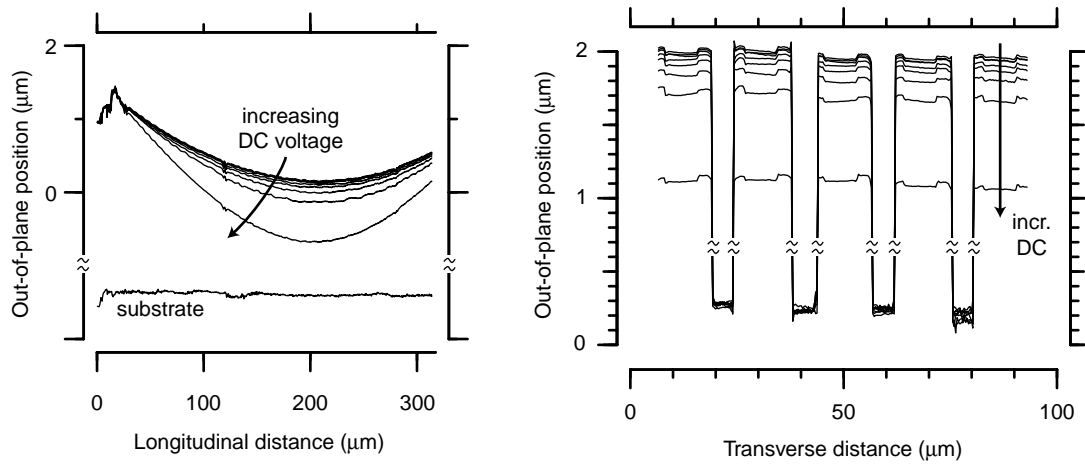 2
1
0
Out-of-plane position (μm)
increasing
DC voltage
substrate
≈
≈
0 100 200 300
Longitudinal distance (μm)
2
1
0
Out-of-plane position (μm)
incr.
DC
≈ ≈ ≈ ≈ ≈ ≈ ≈ ≈
0 50 100
Transverse distance (μm)